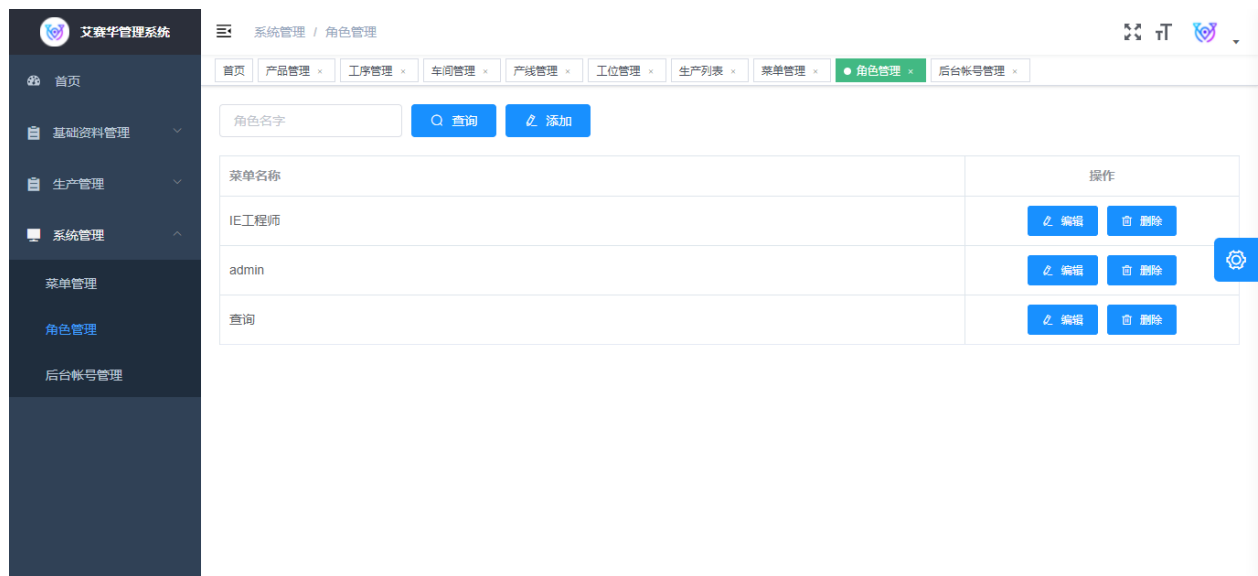 艾赛华管理系统
系统管理 / 角色管理
首页 产品管理 × 工序管理 × 车间管理 × 产线管理 × 工位管理 × 生产列表 × 菜单管理 × 角色管理 × 后台帐号管理 ×
首页
基础资料管理
生产管理
系统管理
菜单管理
角色管理
后台帐号管理
角色名字 查询 添加
菜单名称 操作
IE工程师 编辑 删除
admin 编辑 删除
查询 编辑 删除